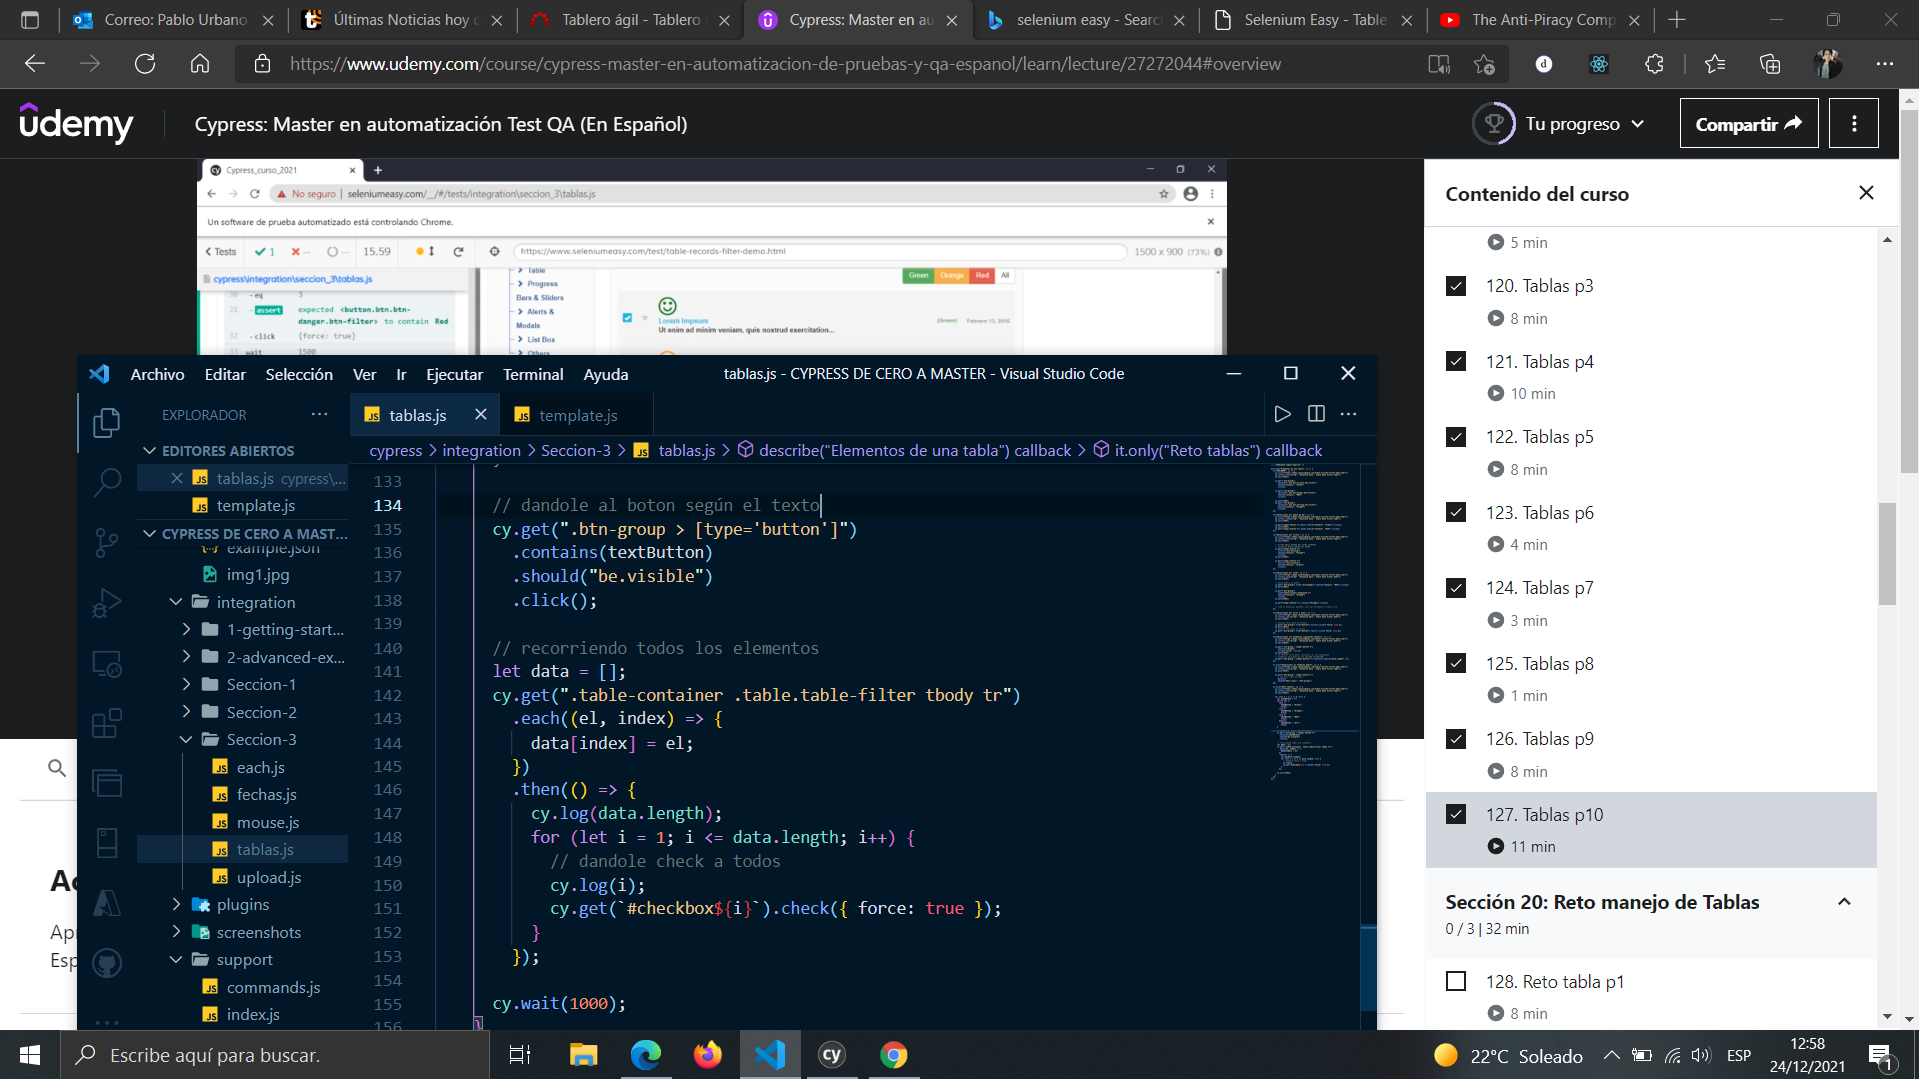 Correo: Pablo Urbano
Últimas Noticias hoy
Tablero ágil - Tablero
Cypress: Master en au
selenium easy - Search
Selenium Easy - Table
The Anti-Piracy Comp
https://www.udemy.com/course/cypress-master-en-automatizacion-de-pruebas-y-qa-espanol/learn/lecture/27272044#overview
ûdemy
Cypress: Master en automatización Test QA (En Español)
Tu progreso
Compartir
Cypress_curso_2021
No seguro | seleniumeasy.com/__/#/tests/integration\seccion_3\tablas.js
Un software de prueba automatizado está controlando Chrome.
Tests
1
--
--
15.59
https://www.seleniumeasy.com/test/table-records-filter-demo.html
1500 x 900 (73%)
cypress\integration\seccion_3\tablas.js
30 -eq 3
31 -assert expected <button.btn.btn-
danger.btn-filter> to contain Red
32 -click {force: true}
33 wait 1500
Table
Progress
Bars & Sliders
Alerts &
Modals
List Box
Others
Green Orange Red All
Lorem Impsum
Ut enim ad minim veniam, quis nostrud exercitation...
(Green)
Febrero 13, 2016
Archivo Editar Selección Ver Ir Ejecutar Terminal Ayuda
tablas.js - CYPRESS DE CERO A MASTER - Visual Studio Code
EXPLORADOR
EDITORES ABIERTOS
tablas.js cypress\...
template.js
CYPRESS DE CERO A MAST...
example.json
img1.jpg
integration
1-getting-start...
2-advanced-ex...
Seccion-1
Seccion-2
Seccion-3
each.js
fechas.js
mouse.js
tablas.js
upload.js
plugins
screenshots
support
commands.js
index.js
tablas.js
template.js
cypress > integration > Seccion-3 > tablas.js > describe("Elementos de una tabla") callback > it.only("Reto tablas") callback
133
134 // dandole al boton según el texto
135 cy.get(".btn-group > [type='button']")
136 .contains(textButton)
137 .should("be.visible")
138 .click();
139
140 // recorriendo todos los elementos
141 let data = [];
142 cy.get(".table-container .table.table-filter tbody tr")
143 .each((el, index) => {
144 data[index] = el;
145 })
146 .then(() => {
147 cy.log(data.length);
148 for (let i = 1; i <= data.length; i++) {
149 // dandole check a todos
150 cy.log(i);
151 cy.get(`#checkbox${i}`).check({ force: true });
152 }
153 });
154
155 cy.wait(1000);
156 }
Contenido del curso
5 min
120. Tablas p3
8 min
121. Tablas p4
10 min
122. Tablas p5
8 min
123. Tablas p6
4 min
124. Tablas p7
3 min
125. Tablas p8
1 min
126. Tablas p9
8 min
127. Tablas p10
11 min
Sección 20: Reto manejo de Tablas
0 / 3 | 32 min
128. Reto tabla p1
8 min
Escribe aquí para buscar.
cy
22°C Soleado
ESP
12:58
24/12/2021
1